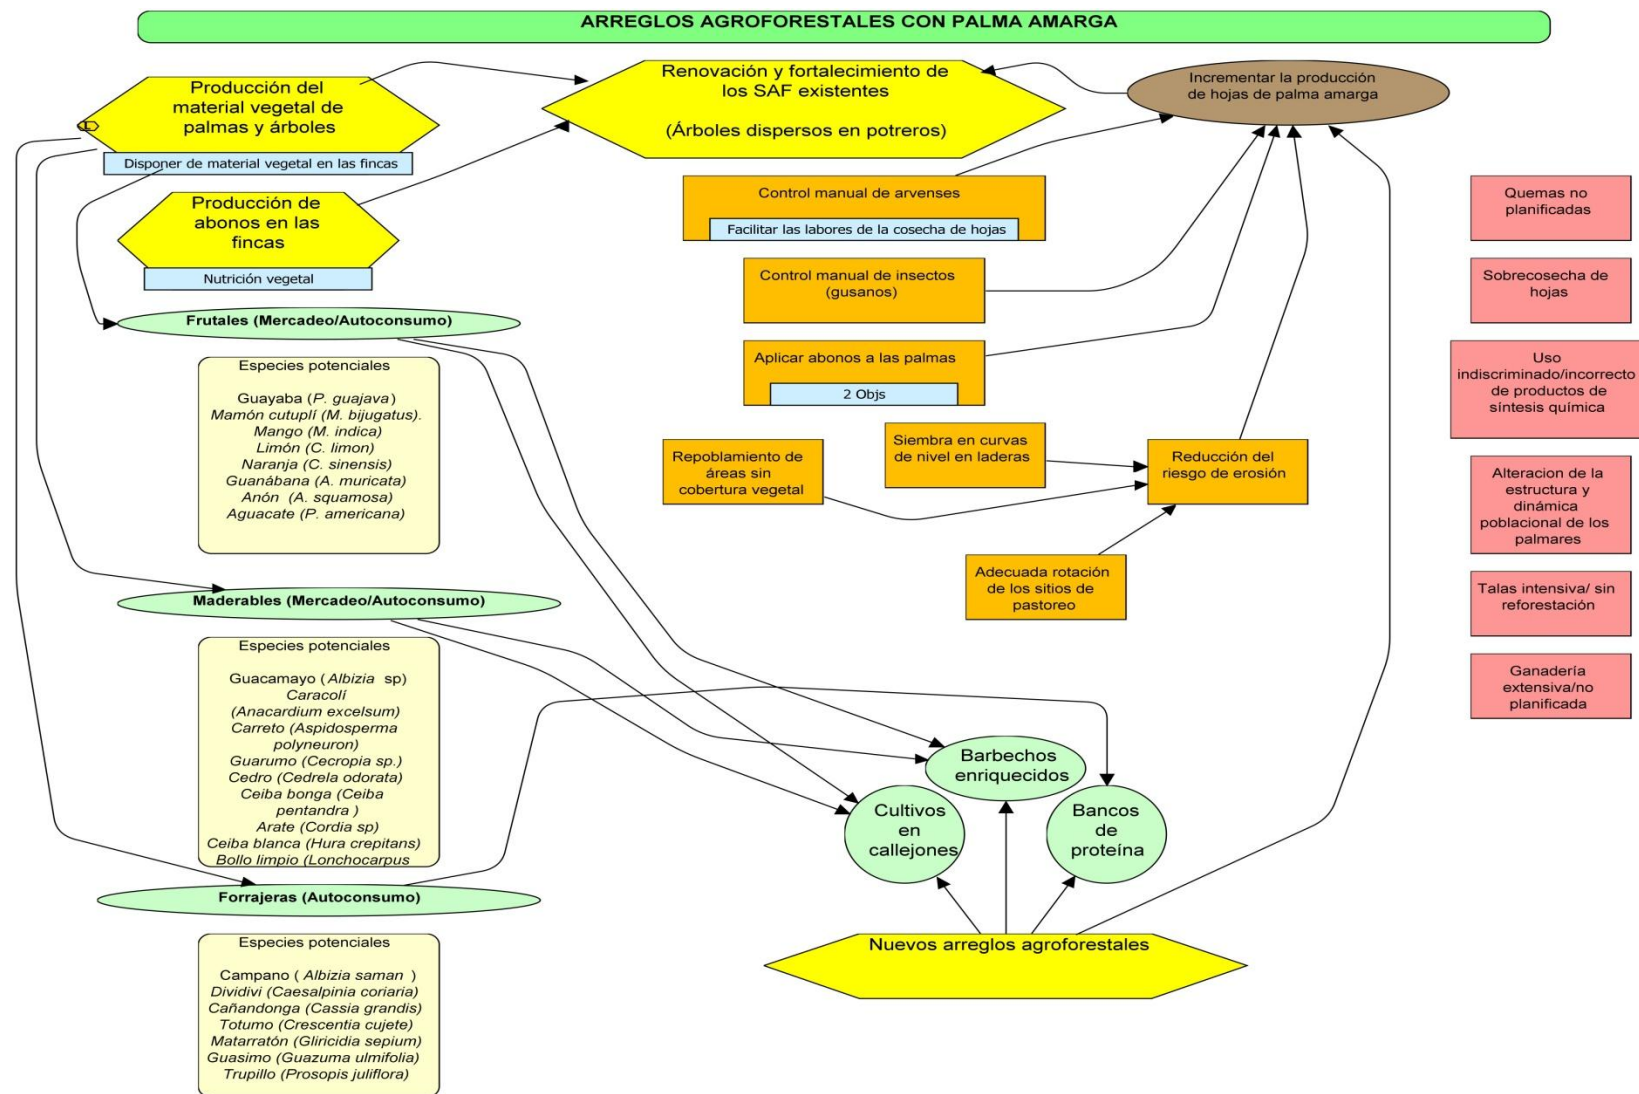 ARREGLOS AGROFORESTALES CON PALMA AMARGA
Producción del
material vegetal de
palmas y árboles
Disponer de material vegetal en las fincas
Renovación y fortalecimiento de
los SAF existentes
(Árboles dispersos en potreros)
Incrementar la producción
de hojas de palma amarga
Producción de
abonos en las
fincas
Nutrición vegetal
Control manual de arvenses
Facilitar las labores de la cosecha de hojas
Control manual de insectos
(gusanos)
Aplicar abonos a las palmas
2 Objs
Repoblamiento de
áreas sin
cobertura vegetal
Siembra en curvas
de nivel en laderas
Reducción del
riesgo de erosión
Adecuada rotación
de los sitios de
pastoreo
Quemas no
planificadas
Sobrecosecha de
hojas
Uso
indiscriminado/incorrecto
de productos de
síntesis química
Alteracion de la
estructura y
dinámica
poblacional de los
palmares
Talas intensiva/ sin
reforestación
Ganadería
extensiva/no
planificada
Frutales (Mercadeo/Autoconsumo)
Especies potenciales
Guayaba (P. guajava)
Mamón cutuplí (M. bijugatus).
Mango (M. indica)
Limón (C. limon)
Naranja (C. sinensis)
Guanábana (A. muricata)
Anón (A. squamosa)
Aguacate (P. americana)
Maderables (Mercadeo/Autoconsumo)
Especies potenciales
Guacamayo (Albizia sp)
Caracolí
(Anacardium excelsum)
Carreto (Aspidosperma
polyneuron)
Guarumo (Cecropia sp.)
Cedro (Cedrela odorata)
Ceiba bonga (Ceiba
pentandra )
Arate (Cordia sp)
Ceiba blanca (Hura crepitans)
Bollo limpio (Lonchocarpus
Forrajeras (Autoconsumo)
Especies potenciales
Campano ( Albizia saman )
Dividivi (Caesalpinia coriaria)
Cañandonga (Cassia grandis)
Totumo (Crescentia cujete)
Matarratón (Gliricidia sepium)
Guasimo (Guazuma ulmifolia)
Trupillo (Prosopis juliflora)
Barbechos
enriquecidos
Cultivos
en
callejones
Bancos
de
proteína
Nuevos arreglos agroforestales